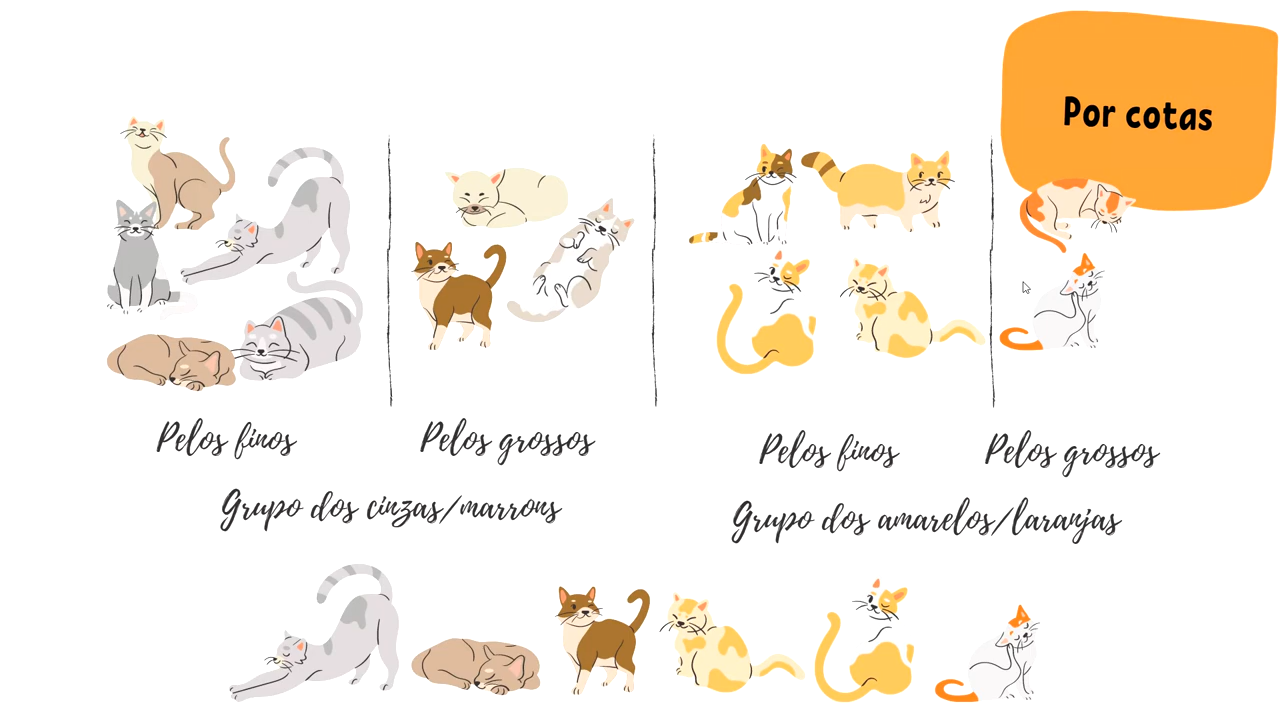 Por cotas
Pelos finos
Pelos grossos
Pelos finos
Pelos grossos
Grupo dos cinzas/marrons
Grupo dos amarelos/laranjas